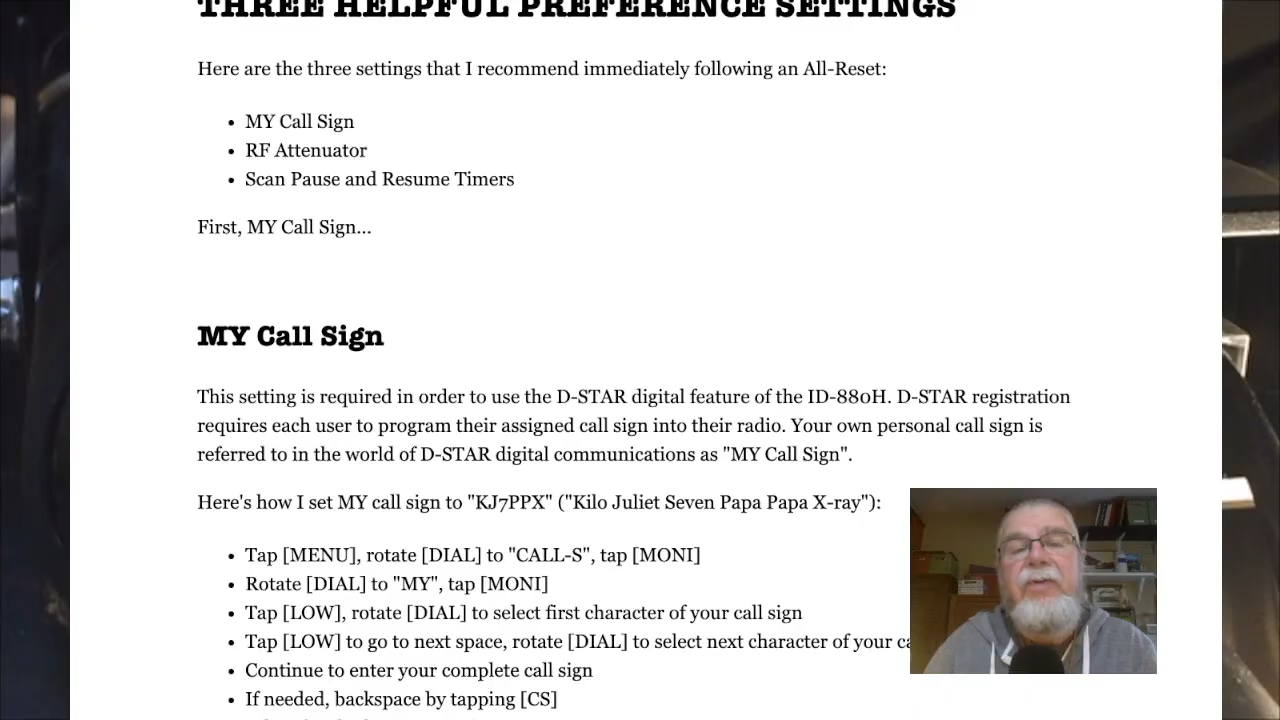 THREE HELPFUL PREFERENCE SETTINGS
Here are the three settings that I recommend immediately following an All-Reset:
• MY Call Sign
• RF Attenuator
• Scan Pause and Resume Timers
First, MY Call Sign...
MY Call Sign
This setting is required in order to use the D-STAR digital feature of the ID-880H. D-STAR registration
requires each user to program their assigned call sign into their radio. Your own personal call sign is
referred to in the world of D-STAR digital communications as "MY Call Sign".
Here's how I set MY call sign to "KJ7PPX" ("Kilo Juliet Seven Papa Papa X-ray"):
• Tap [MENU], rotate [DIAL] to "CALL-S", tap [MONI]
• Rotate [DIAL] to "MY", tap [MONI]
• Tap [LOW], rotate [DIAL] to select first character of your call sign
• Tap [LOW] to go to next space, rotate [DIAL] to select next character of your
• Continue to enter your complete call sign
• If needed, backspace by tapping [CS]